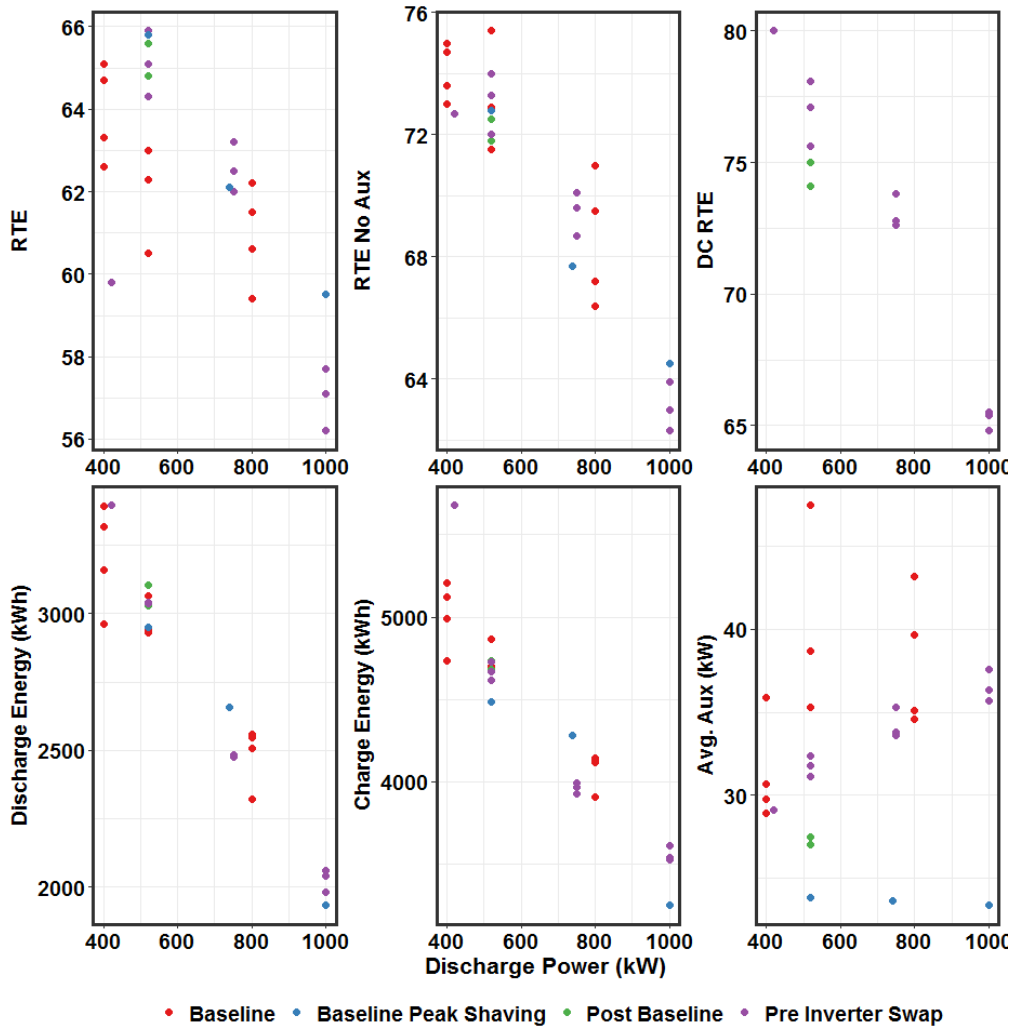 RTE
66
64
62
60
58
56
400 600 800 1000
RTE No Aux
76
72
68
64
400 600 800 1000
DC RTE
80
75
70
65
400 600 800 1000
Discharge Energy (kWh)
3000
2500
2000
400 600 800 1000
Charge Energy (kWh)
5000
4000
400 600 800 1000
Avg. Aux (kW)
40
30
400 600 800 1000
Discharge Power (kW)
Baseline Baseline Peak Shaving Post Baseline Pre Inverter Swap